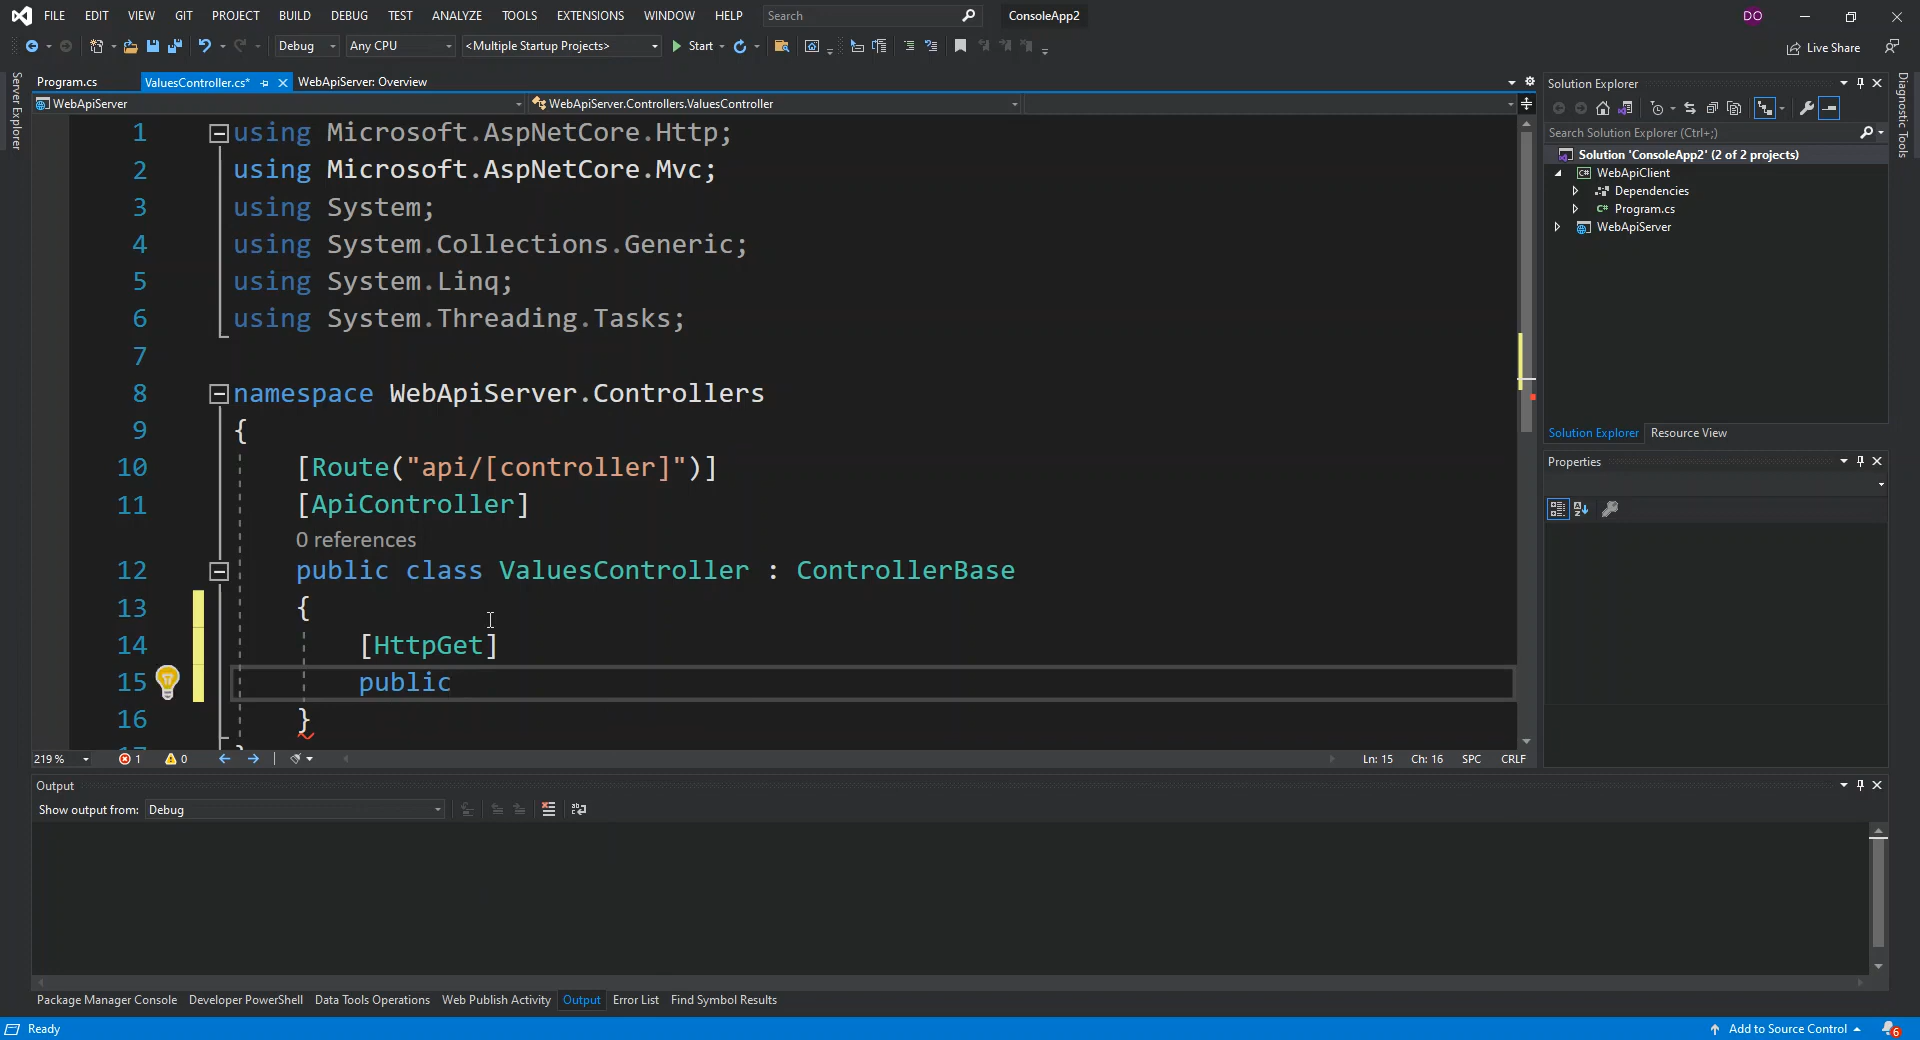 FILE EDIT VIEW GIT PROJECT BUILD DEBUG TEST ANALYZE TOOLS EXTENSIONS WINDOW HELP Search ConsoleApp2 DO
Debug Any CPU <Multiple Startup Projects> Start Live Share
Server Explorer
Program.cs ValuesController.cs* WebApiServer: Overview
WebApiServer WebApiServer.Controllers.ValuesController
1 using Microsoft.AspNetCore.Http;
2 using Microsoft.AspNetCore.Mvc;
3 using System;
4 using System.Collections.Generic;
5 using System.Linq;
6 using System.Threading.Tasks;
7
8 namespace WebApiServer.Controllers
9 {
10 [Route("api/[controller]")]
11 [ApiController]
0 references
12 public class ValuesController : ControllerBase
13 {
14 [HttpGet]
15 public
16 }
17 }
219 % 1 0 Ln: 15 Ch: 16 SPC CRLF
Solution Explorer
Search Solution Explorer (Ctrl+;)
Solution 'ConsoleApp2' (2 of 2 projects)
C# WebApiClient
Dependencies
C# Program.cs
WebApiServer
Solution Explorer Resource View
Properties
Diagnostic Tools
Output
Show output from: Debug
Package Manager Console Developer PowerShell Data Tools Operations Web Publish Activity Output Error List Find Symbol Results
Ready Add to Source Control 6